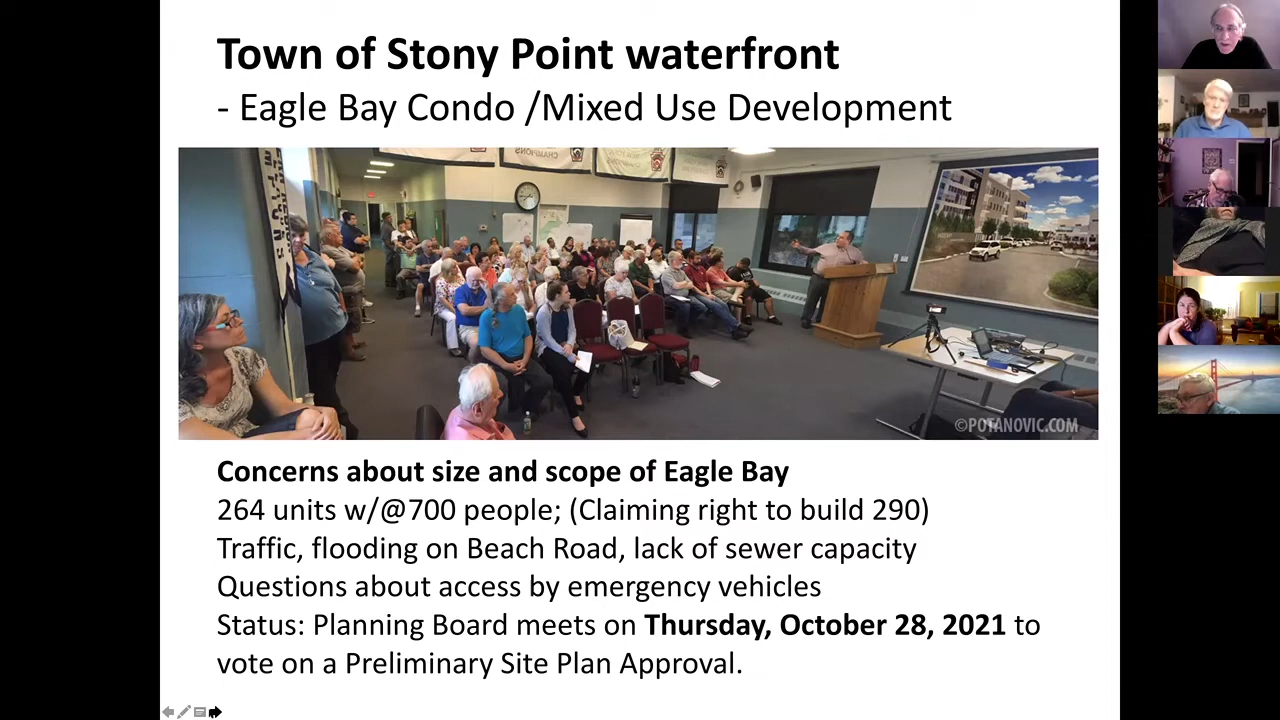 Town of Stony Point waterfront
- Eagle Bay Condo /Mixed Use Development
CHAMPIONS
©POTANOVIC.COM
Concerns about size and scope of Eagle Bay
264 units w/@700 people; (Claiming right to build 290)
Traffic, flooding on Beach Road, lack of sewer capacity
Questions about access by emergency vehicles
Status: Planning Board meets on Thursday, October 28, 2021 to
vote on a Preliminary Site Plan Approval.